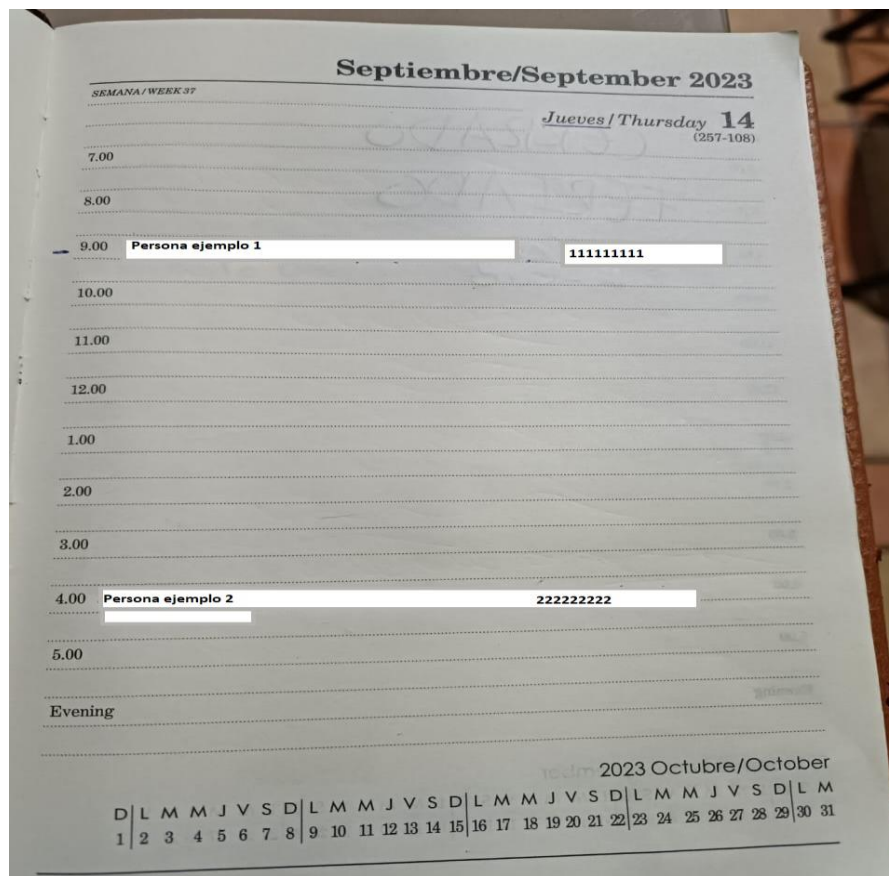 Septiembre/September 2023
SEMANA/WEEK 37
Jueves/Thursday 14
(257-108)
7.00
8.00
9.00 Persona ejemplo 1 111111111
10.00
11.00
12.00
1.00
2.00
3.00
4.00 Persona ejemplo 2 222222222
5.00
Evening
2023 Octubre/October
D L M M J V S D L M M J V S D L M M J V S D L M M J V S D L M
1 2 3 4 5 6 7 8 9 10 11 12 13 14 15 16 17 18 19 20 21 22 23 24 25 26 27 28 29 30 31